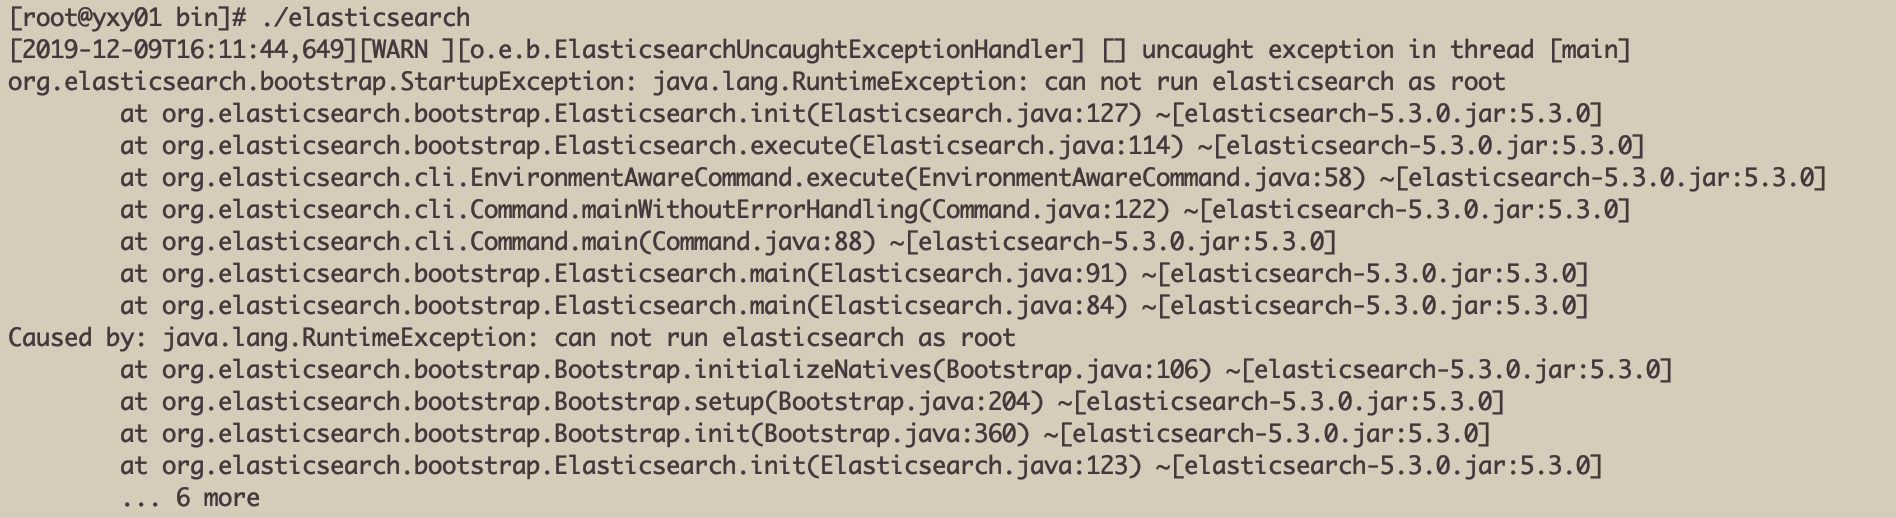 [root@yxy01 bin]# ./elasticsearch
[2019-12-09T16:11:44,649][WARN ][o.e.b.ElasticsearchUncaughtExceptionHandler] [] uncaught exception in thread [main]
org.elasticsearch.bootstrap.StartupException: java.lang.RuntimeException: can not run elasticsearch as root
        at org.elasticsearch.bootstrap.Elasticsearch.init(Elasticsearch.java:127) ~[elasticsearch-5.3.0.jar:5.3.0]
        at org.elasticsearch.bootstrap.Elasticsearch.execute(Elasticsearch.java:114) ~[elasticsearch-5.3.0.jar:5.3.0]
        at org.elasticsearch.cli.EnvironmentAwareCommand.execute(EnvironmentAwareCommand.java:58) ~[elasticsearch-5.3.0.jar:5.3.0]
        at org.elasticsearch.cli.Command.mainWithoutErrorHandling(Command.java:122) ~[elasticsearch-5.3.0.jar:5.3.0]
        at org.elasticsearch.cli.Command.main(Command.java:88) ~[elasticsearch-5.3.0.jar:5.3.0]
        at org.elasticsearch.bootstrap.Elasticsearch.main(Elasticsearch.java:91) ~[elasticsearch-5.3.0.jar:5.3.0]
        at org.elasticsearch.bootstrap.Elasticsearch.main(Elasticsearch.java:84) ~[elasticsearch-5.3.0.jar:5.3.0]
Caused by: java.lang.RuntimeException: can not run elasticsearch as root
        at org.elasticsearch.bootstrap.Bootstrap.initializeNatives(Bootstrap.java:106) ~[elasticsearch-5.3.0.jar:5.3.0]
        at org.elasticsearch.bootstrap.Bootstrap.setup(Bootstrap.java:204) ~[elasticsearch-5.3.0.jar:5.3.0]
        at org.elasticsearch.bootstrap.Bootstrap.init(Bootstrap.java:360) ~[elasticsearch-5.3.0.jar:5.3.0]
        at org.elasticsearch.bootstrap.Elasticsearch.init(Elasticsearch.java:123) ~[elasticsearch-5.3.0.jar:5.3.0]
        ... 6 more